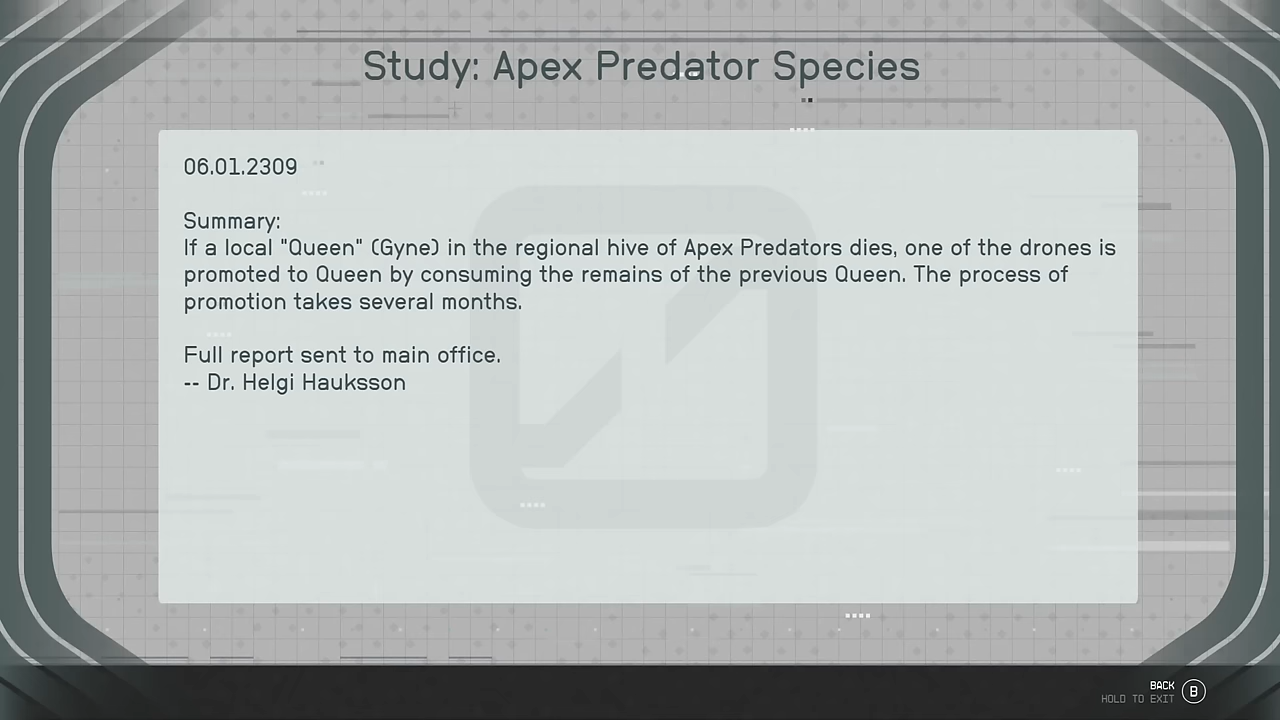 Study: Apex Predator Species
06.01.2309
Summary:
If a local "Queen" (Gyne) in the regional hive of Apex Predators dies, one of the drones is
promoted to Queen by consuming the remains of the previous Queen. The process of
promotion takes several months.
Full report sent to main office.
-- Dr. Helgi Hauksson
BACK
HOLD TO EXIT
B